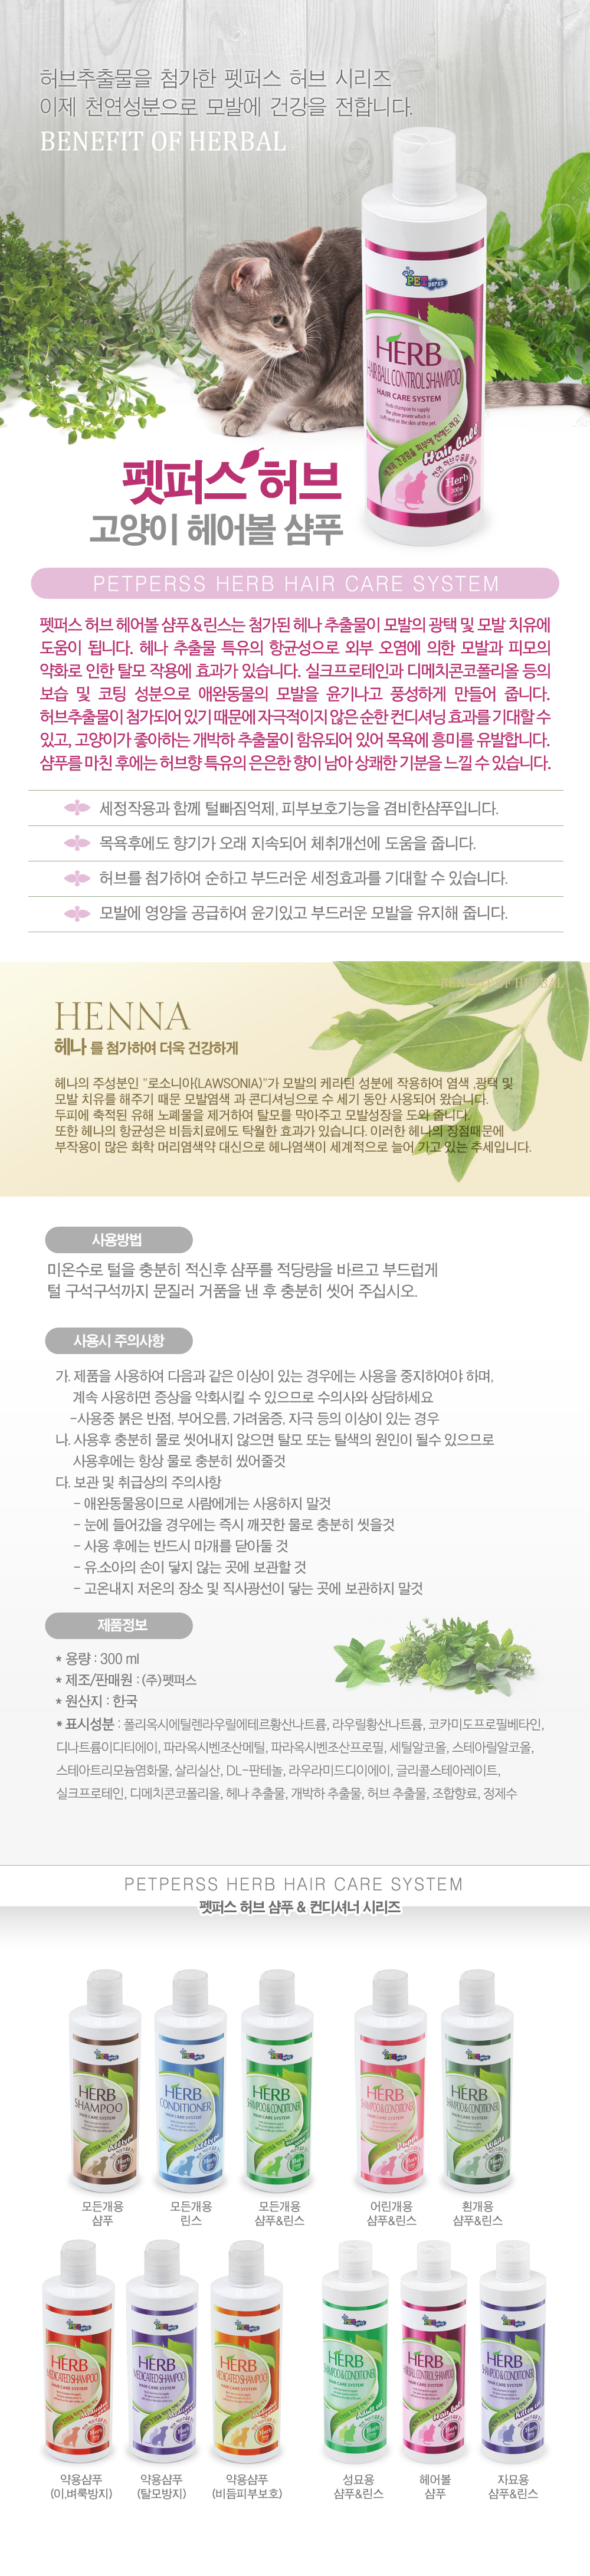 허브추출물을 첨가한 펫퍼스 허브 시리즈
이제 천연성분으로 모발에 건강을 전합니다.
BENEFIT OF HERBAL
PET perss
HERB
HAIRBALL CONTROL SHAMPOO
HAIR CARE SYSTEM
Hair ball
Herb
300ml
펫퍼스 허브
고양이 헤어볼 샴푸
PETPERSS HERB HAIR CARE SYSTEM
펫퍼스 허브 헤어볼 샴푸&린스는 첨가된 헤나 추출물이 모발의 광택 및 모발 치유에
도움이 됩니다. 헤나 추출물 특유의 항균성으로 외부 오염에 의한 모발과 피모의
약화로 인한 탈모 작용에 효과가 있습니다. 실크프로테인과 디메치콘코폴리올 등의
보습 및 코팅 성분으로 애완동물의 모발을 윤기나고 풍성하게 만들어 줍니다.
허브추출물이 첨가되어 있기 때문에 자극적이지 않은 순한 컨디셔닝 효과를 기대할 수
있고, 고양이가 좋아하는 개박하 추출물이 함유되어 있어 목욕에 흥미를 유발합니다.
샴푸를 마친 후에는 허브향 특유의 은은한 향이 남아 상쾌한 기분을 느낄 수 있습니다.
세정작용과 함께 털빠짐억제, 피부보호기능을 겸비한샴푸입니다.
목욕후에도 향기가 오래 지속되어 체취개선에 도움을 줍니다.
허브를 첨가하여 순하고 부드러운 세정효과를 기대할 수 있습니다.
모발에 영양을 공급하여 윤기있고 부드러운 모발을 유지해 줍니다.
BENEFIT OF HERBAL
HENNA
헤나 를 첨가하여 더욱 건강하게
헤나의 주성분인 "로소니아(LAWSONIA)"가 모발의 케라틴 성분에 작용하여 염색 ,광택 및
모발 치유를 해주기 때문 모발염색 과 콘디셔닝으로 수 세기 동안 사용되어 왔습니다.
두피에 축적된 유해 노폐물을 제거하여 탈모를 막아주고 모발성장을 도와 줍니다.
또한 헤나의 항균성은 비듬치료에도 탁월한 효과가 있습니다. 이러한 헤나의 장점때문에
부작용이 많은 화학 머리염색약 대신으로 헤나염색이 세계적으로 늘어 가고 있는 추세입니다.
사용방법
미온수로 털을 충분히 적신후 샴푸를 적당량을 바르고 부드럽게
털 구석구석까지 문질러 거품을 낸 후 충분히 씻어 주십시오.
사용시 주의사항
가. 제품을 사용하여 다음과 같은 이상이 있는 경우에는 사용을 중지하여야 하며,
계속 사용하면 증상을 악화시킬 수 있으므로 수의사와 상담하세요
-사용중 붉은 반점, 부어오름, 가려움증, 자극 등의 이상이 있는 경우
나. 사용후 충분히 물로 씻어내지 않으면 탈모 또는 탈색의 원인이 될수 있으므로
사용후에는 항상 물로 충분히 씼어줄것
다. 보관 및 취급상의 주의사항
- 애완동물용이므로 사람에게는 사용하지 말것
- 눈에 들어갔을 경우에는 즉시 깨끗한 물로 충분히 씻을것
- 사용 후에는 반드시 마개를 닫아둘 것
- 유.소아의 손이 닿지 않는 곳에 보관할 것
- 고온내지 저온의 장소 및 직사광선이 닿는 곳에 보관하지 말것
제품정보
* 용량 : 300 ml
* 제조/판매원 : (주)펫퍼스
* 원산지 : 한국
* 표시성분 : 폴리옥시에틸렌라우릴에테르황산나트륨, 라우릴황산나트륨, 코카미도프로필베타인,
디나트륨이디티에이, 파라옥시벤조산메틸, 파라옥시벤조산프로필, 세틸알코올, 스테아릴알코올,
스테아트리모늄염화물, 살리실산, DL-판테놀, 라우라미드디이에이, 글리콜스테아레이트,
실크프로테인, 디메치콘코폴리올, 헤나 추출물, 개박하 추출물, 허브 추출물, 조합향료, 정제수
PETPERSS HERB HAIR CARE SYSTEM
펫퍼스 허브 샴푸 & 컨디셔너 시리즈
HERB
SHAMPOO
HERB
CONDITIONER
HERB
SHAMPOO&CONDITIONER
HERB
SHAMPOO&CONDITIONER
HERB
SHAMPOO&CONDITIONER
모든개용
샴푸
모든개용
린스
모든개용
샴푸&린스
어린개용
샴푸&린스
흰개용
샴푸&린스
HERB
MEDICATED SHAMPOO
HERB
MEDICATED SHAMPOO
HERB
MEDICATED SHAMPOO
HERB
SHAMPOO&CONDITIONER
HERB
HAIRBALL CONTROL SHAMPOO
HERB
SHAMPOO&CONDITIONER
약용샴푸
(이,벼룩방지)
약용샴푸
(탈모방지)
약용샴푸
(비듬피부보호)
성묘용
샴푸&린스
헤어볼
샴푸
자묘용
샴푸&린스